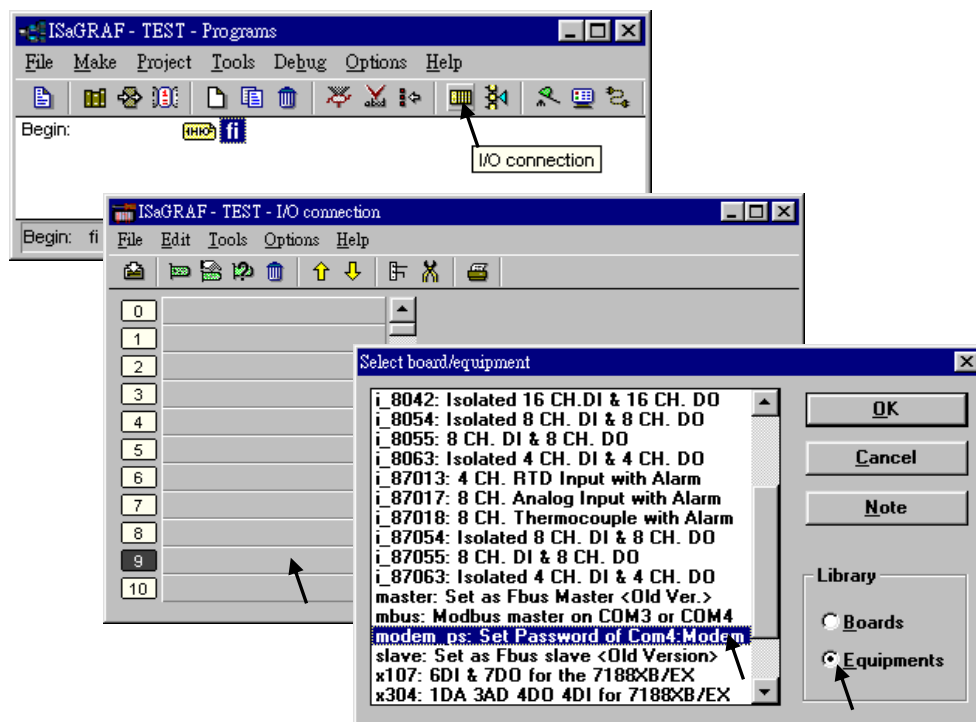 ISaGRAF - TEST - Programs
File Make Project Tools Debug Options Help
Begin:
fi
I/O connection
Begin: fi
ISaGRAF - TEST - I/O connection
File Edit Tools Options Help
0
1
2
3
4
5
6
7
8
9
10
Select board/equipment
i_8042: Isolated 16 CH.DI & 16 CH. DO
i_8054: Isolated 8 CH. DI & 8 CH. DO
i_8055: 8 CH. DI & 8 CH. DO
i_8063: Isolated 4 CH. DI & 4 CH. DO
i_87013: 4 CH. RTD Input with Alarm
i_87017: 8 CH. Analog Input with Alarm
i_87018: 8 CH. Thermocouple with Alarm
i_87054: Isolated 8 CH. DI & 8 CH. DO
i_87055: 8 CH. DI & 8 CH. DO
i_87063: Isolated 4 CH. DI & 4 CH. DO
master: Set as Fbus Master <Old Ver.>
mbus: Modbus master on COM3 or COM4
modem_ps: Set Password of Com4:Modem
slave: Set as Fbus slave <Old Version>
x107: 6DI & 7DO for the 7188XB/EX
x304: 1DA 3AD 4DO 4DI for 7188XB/EX
OK
Cancel
Note
Library
Boards
Equipments